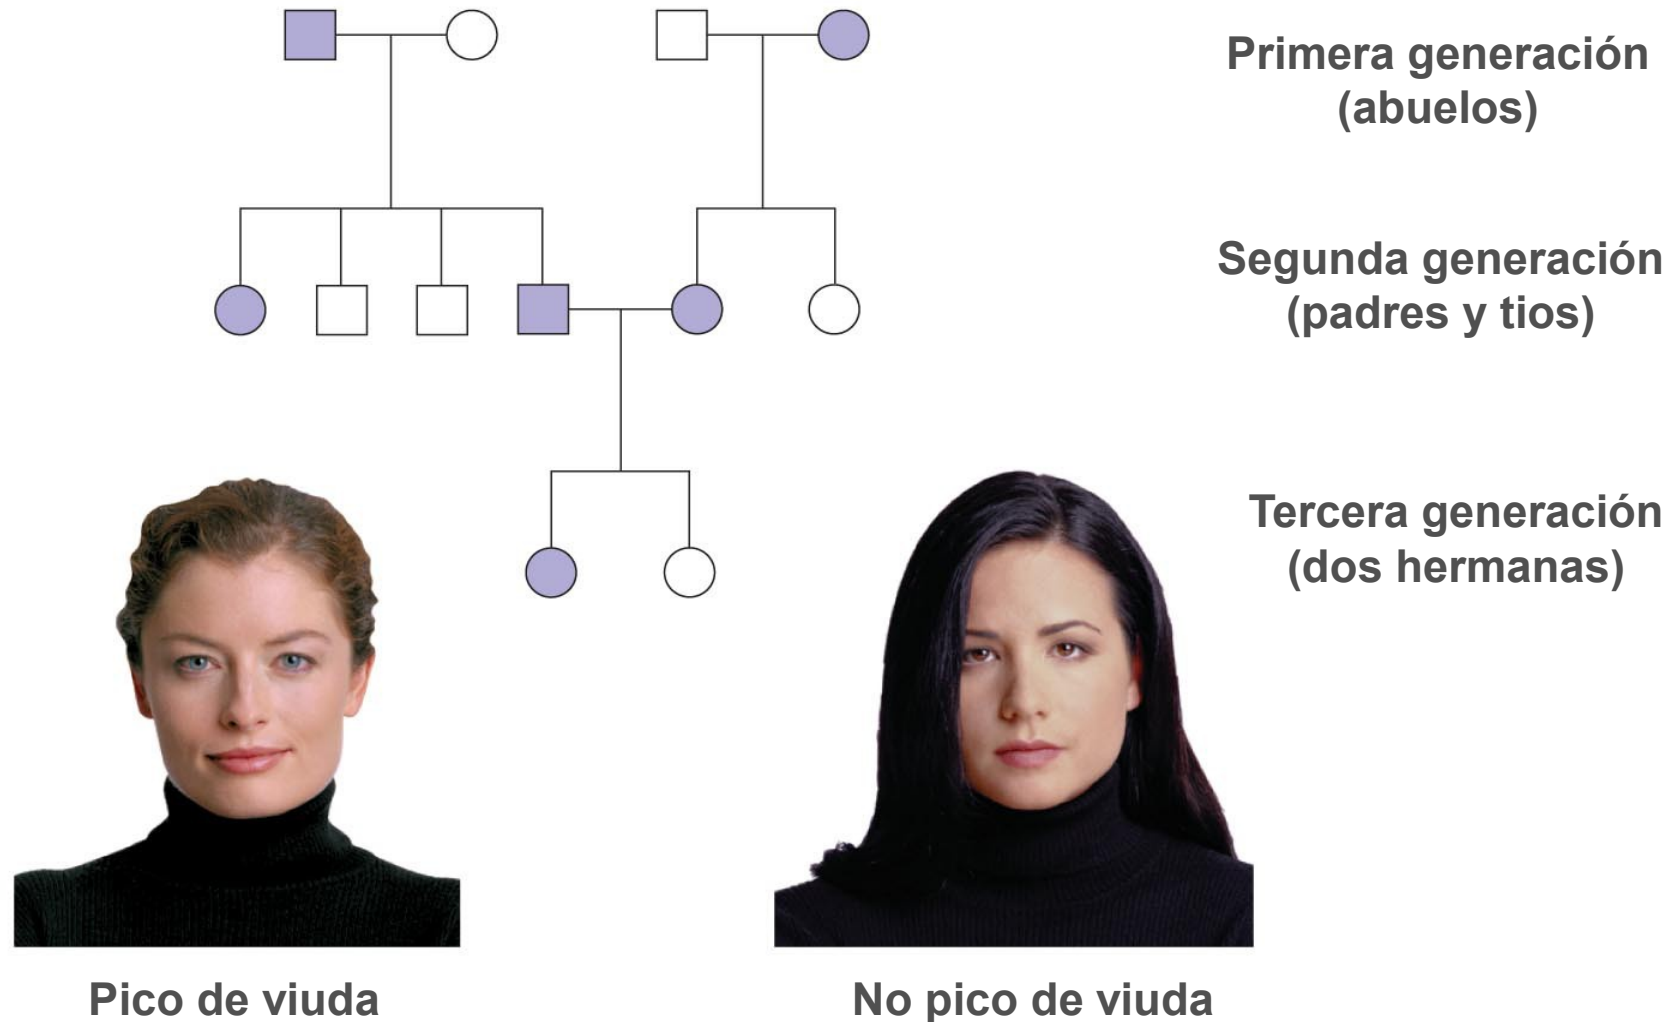 Primera generación
(abuelos)
Segunda generación
(padres y tios)
Tercera generación
(dos hermanas)
Pico de viuda
No pico de viuda